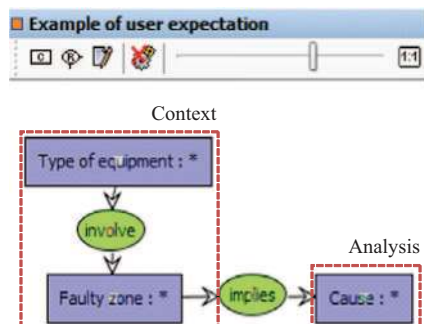 Example of user expectation
C R 1:1
Context
Type of equipment : *
involve
Analysis
Faulty zone : * implies Cause : *